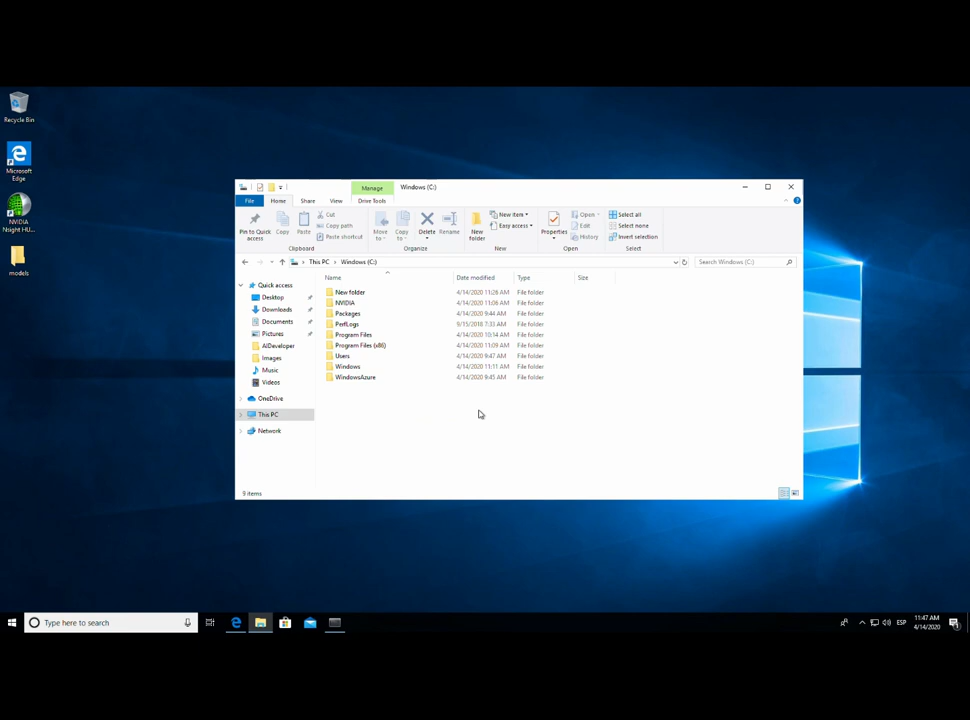 Recycle Bin
Microsoft
Edge
NVIDIA
Nsight HU...
models
Manage
Windows (C:)
File
Home
Share
View
Drive Tools
Pin to Quick
access
Copy
Paste
Cut
Copy path
Paste shortcut
Clipboard
Move
to
Copy
to
Delete
Rename
Organize
New
folder
New item
Easy access
New
Properties
Open
Edit
History
Open
Select all
Select none
Invert selection
Select
This PC > Windows (C:)
Search Windows (C:)
Name
Date modified
Type
Size
Quick access
Desktop
Downloads
Documents
Pictures
AIDeveloper
Images
Music
Videos
OneDrive
This PC
Network
New folder 4/14/2020 11:26 AM File folder
NVIDIA 4/14/2020 11:06 AM File folder
Packages 4/14/2020 9:44 AM File folder
PerfLogs 9/15/2018 7:33 AM File folder
Program Files 4/14/2020 10:14 AM File folder
Program Files (x86) 4/14/2020 11:09 AM File folder
Users 4/14/2020 9:47 AM File folder
Windows 4/14/2020 11:11 AM File folder
WindowsAzure 4/14/2020 9:45 AM File folder
9 items
Type here to search
ESP
11:47 AM
4/14/2020